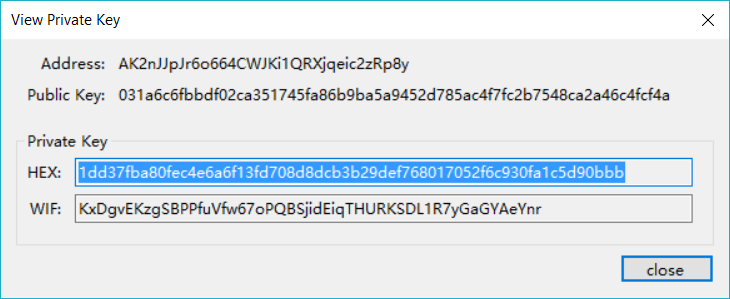 View Private Key
Address: AK2nJJpJr6o664CWJKi1QRXjqeic2zRp8y
Public Key: 031a6c6fbbdf02ca351745fa86b9ba5a9452d785ac4f7fc2b7548ca2a46c4fcf4a
Private Key
HEX: 1dd37fba80fec4e6a6f13fd708d8dcb3b29def768017052f6c930fa1c5d90bbb
WIF: KxDgvEKzgSBPPfuVfw67oPQBSjidEiqTHURKSDL1R7yGaGYAeYnr
close